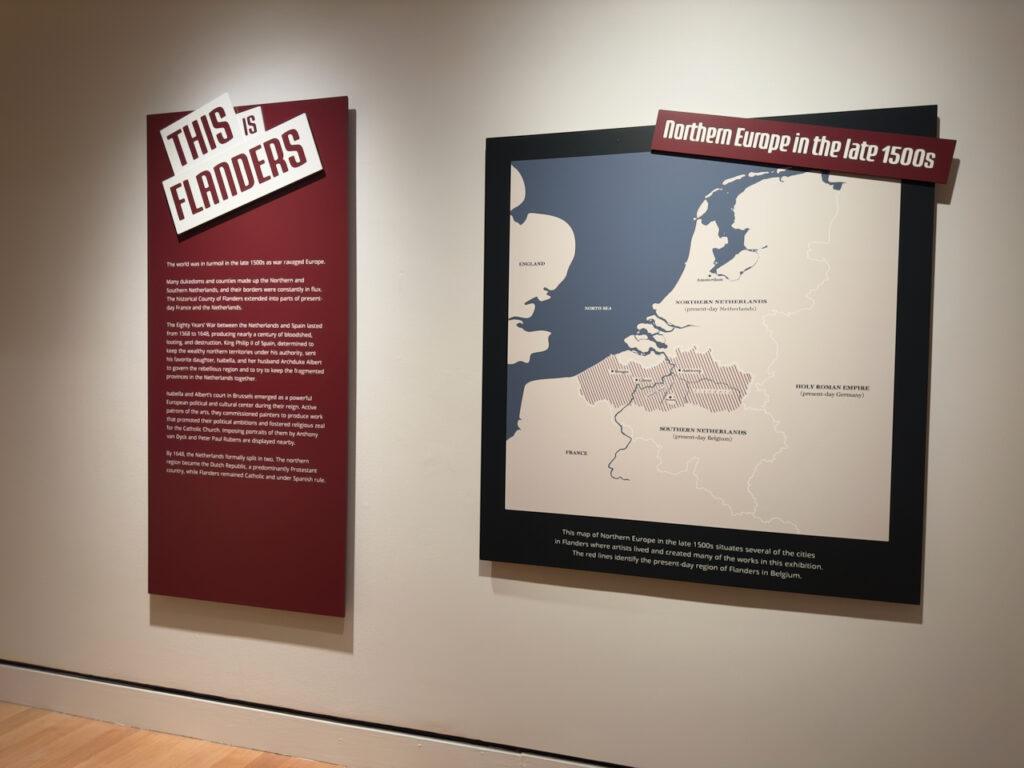 THIS IS
FLANDERS
The world was in turmoil in the late 1500s as war ravaged Europe.
Many dukedoms and counties made up the Northern and
Southern Netherlands, and their borders were constantly in flux.
The historical County of Flanders extended into parts of present-
day France and the Netherlands.
The Eighty Years' War between the Netherlands and Spain lasted
from 1568 to 1648, producing nearly a century of bloodshed,
looting, and destruction. King Philip II of Spain, determined to
keep the wealthy northern territories under his authority, sent
his favorite daughter, Isabella, and her husband Archduke Albert
to govern the rebellious region and to try to keep the fragmented
provinces in the Netherlands together.
Isabella and Albert's court in Brussels emerged as a powerful
European political and cultural center during their reign. Active
patrons of the arts, they commissioned painters to produce work
that promoted their political ambitions and fostered religious zeal
for the Catholic Church. Imposing portraits of them by Anthony
van Dyck and Peter Paul Rubens are displayed nearby.
By 1648, the Netherlands formally split in two. The northern
region became the Dutch Republic, a predominantly Protestant
country, while Flanders remained Catholic and under Spanish rule.
Northern Europe in the late 1500s
ENGLAND
NORTH SEA
Amsterdam
NORTHERN NETHERLANDS
(present-day Netherlands)
HOLY ROMAN EMPIRE
(present-day Germany)
SOUTHERN NETHERLANDS
(present-day Belgium)
FRANCE
This map of Northern Europe in the late 1500s situates several of the cities
in Flanders where artists lived and created many of the works in this exhibition.
The red lines identify the present-day region of Flanders in Belgium.